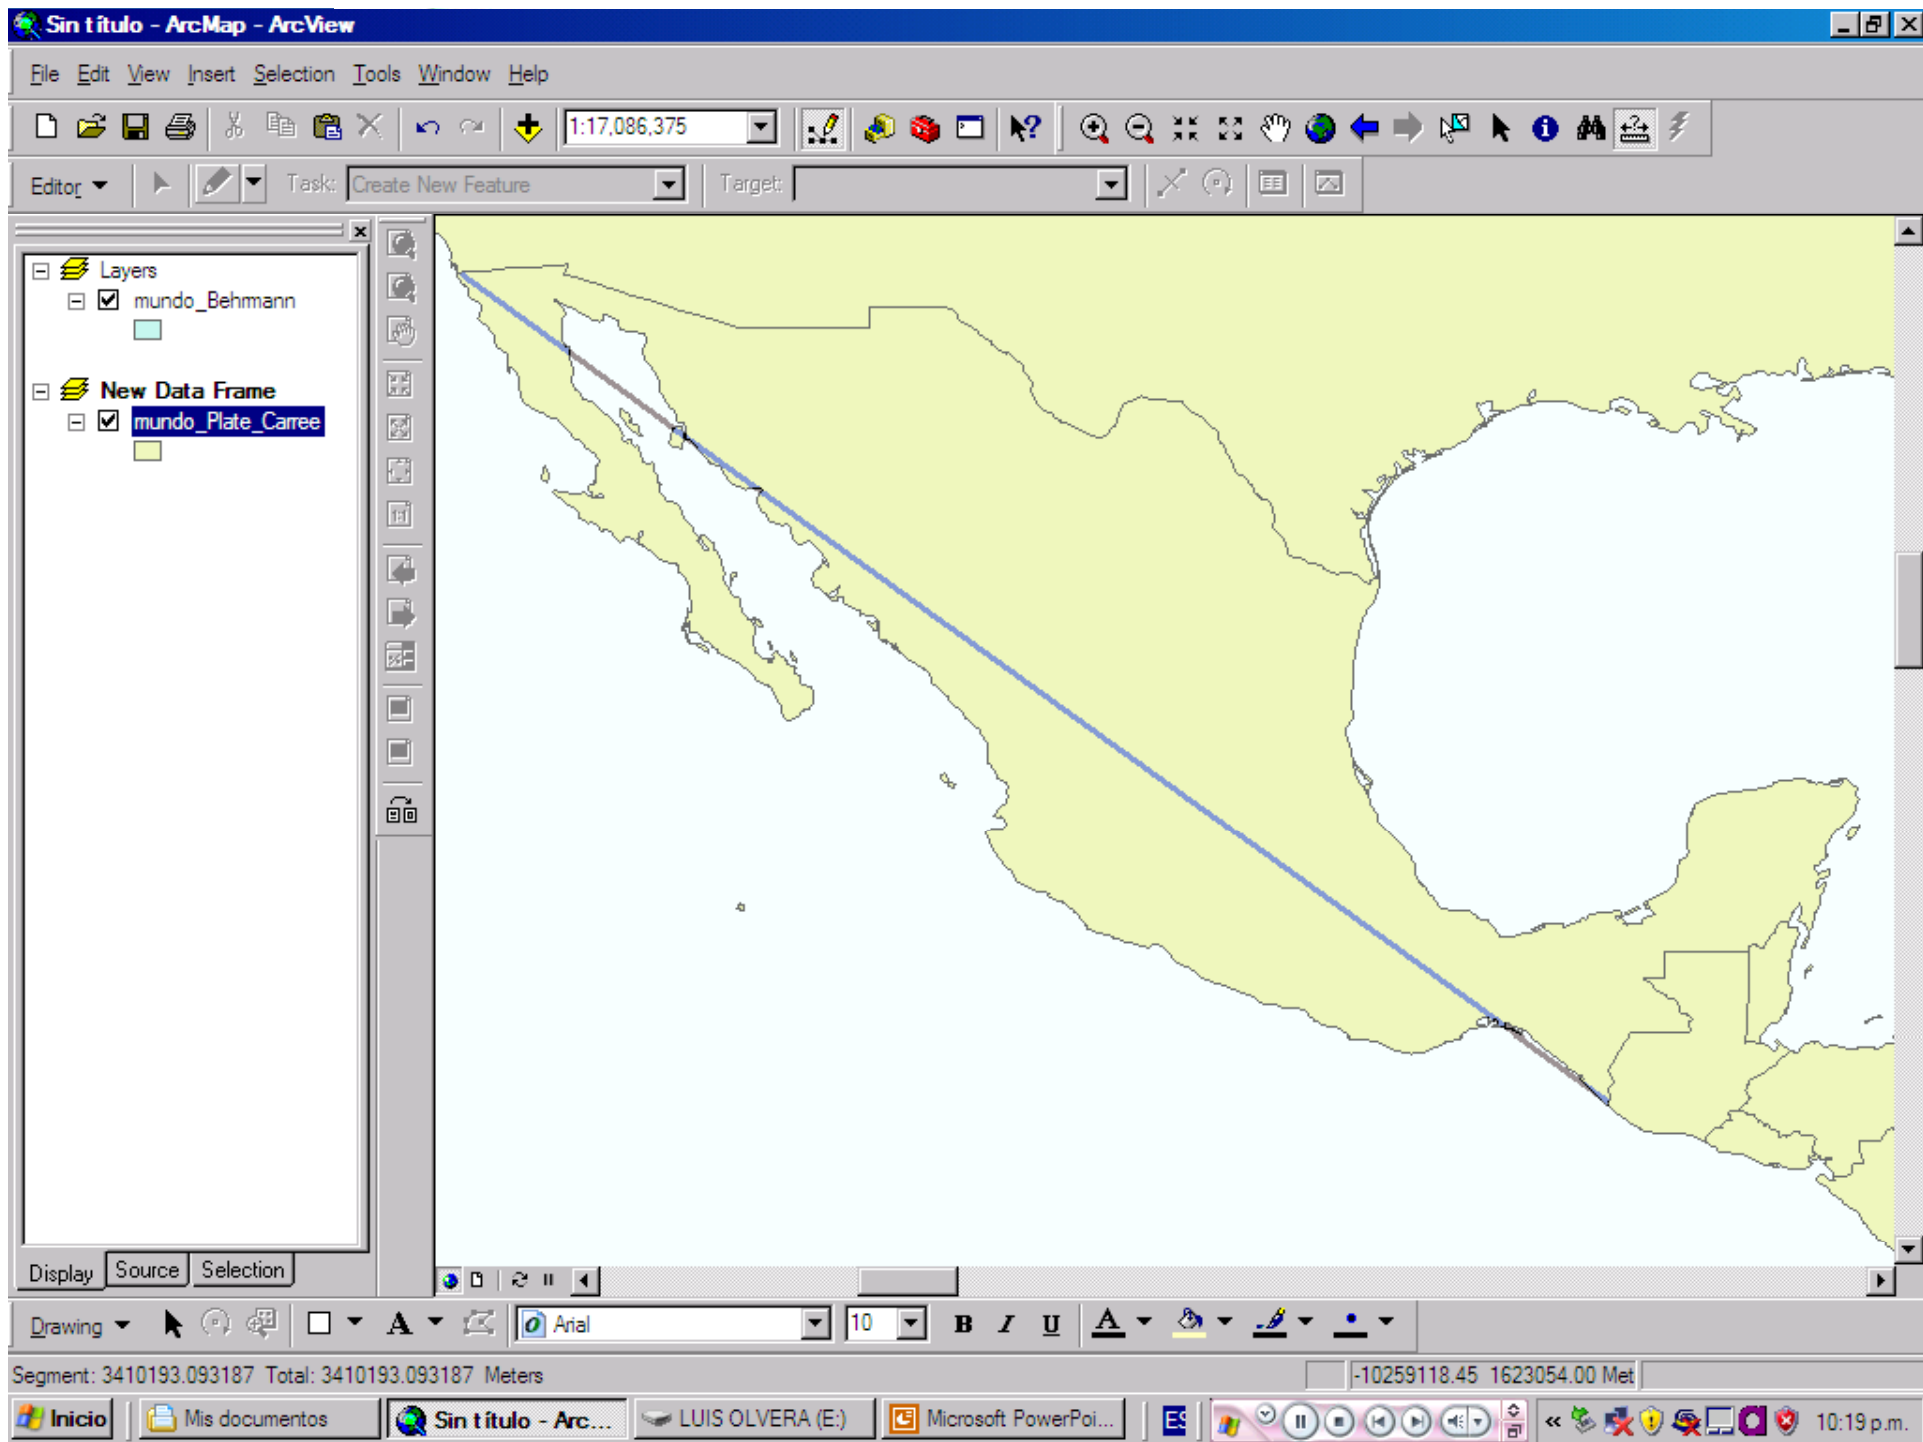 Sin título - ArcMap - ArcView
File Edit View Insert Selection Tools Window Help
1:17,086,375
Editor Task: Create New Feature Target:
Layers
mundo_Behrmann
New Data Frame
mundo_Plate_Carree
1:1
Display Source Selection
Drawing A Arial 10 B I U A
Segment: 3410193.093187 Total: 3410193.093187 Meters -10259118.45 1623054.00 Met
Inicio Mis documentos Sin título - Arc... LUIS OLVERA (E:) Microsoft PowerPoi... ES 10:19 p.m.